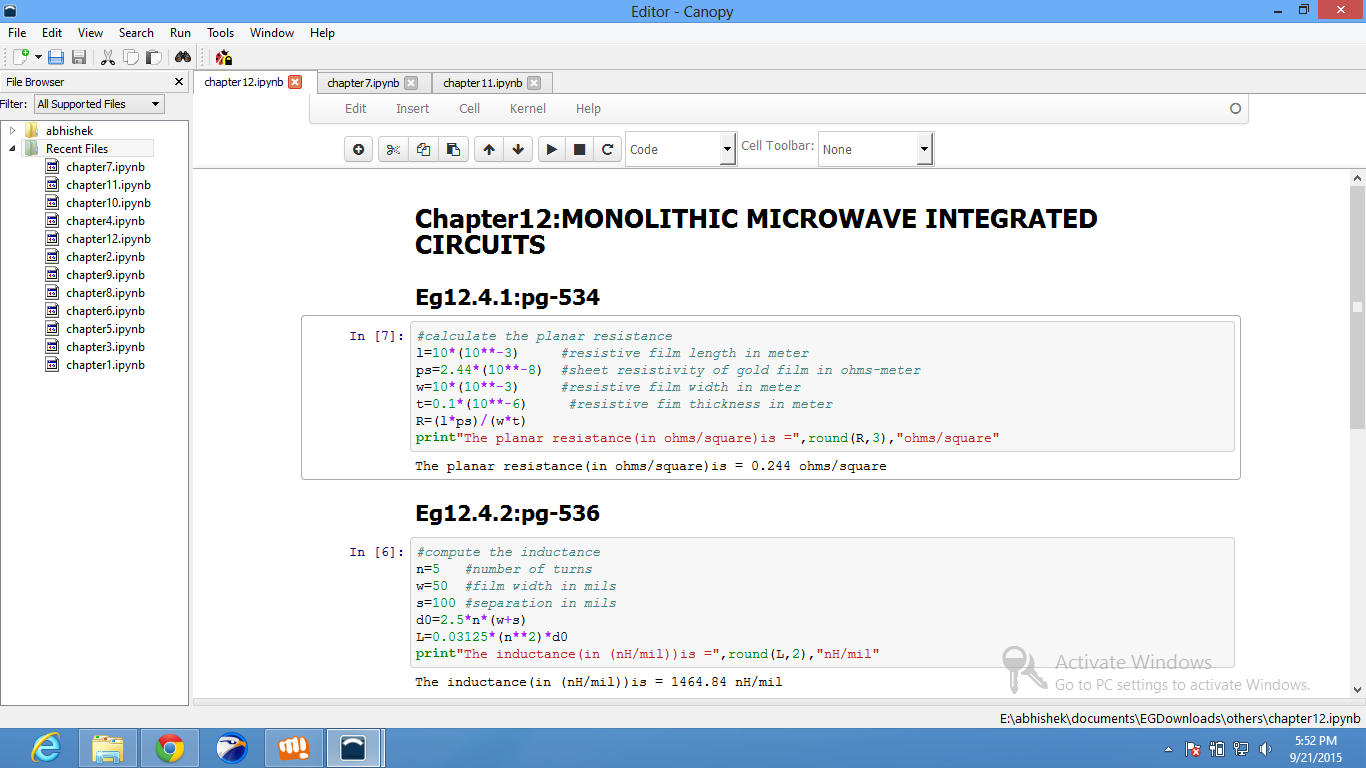 Editor - Canopy
File Edit View Search Run Tools Window Help
File Browser
Filter: All Supported Files
abhishek
Recent Files
chapter7.ipynb
chapter11.ipynb
chapter10.ipynb
chapter4.ipynb
chapter12.ipynb
chapter2.ipynb
chapter9.ipynb
chapter8.ipynb
chapter6.ipynb
chapter5.ipynb
chapter3.ipynb
chapter1.ipynb
chapter12.ipynb chapter7.ipynb chapter11.ipynb
Edit Insert Cell Kernel Help
Code Cell Toolbar: None
Chapter12:MONOLITHIC MICROWAVE INTEGRATED
CIRCUITS
Eg12.4.1:pg-534
In [7]: #calculate the planar resistance
l=10*(10**-3) #resistive film length in meter
ps=2.44*(10**-8) #sheet resistivity of gold film in ohms-meter
w=10*(10**-3) #resistive film width in meter
t=0.1*(10**-6) #resistive fim thickness in meter
R=(l*ps)/(w*t)
print"The planar resistance(in ohms/square)is =",round(R,3),"ohms/square"
The planar resistance(in ohms/square)is = 0.244 ohms/square
Eg12.4.2:pg-536
In [6]: #compute the inductance
n=5 #number of turns
w=50 #film width in mils
s=100 #separation in mils
d0=2.5*n*(w+s)
L=0.03125*(n**2)*d0
print"The inductance(in (nH/mil))is =",round(L,2),"nH/mil"
The inductance(in (nH/mil))is = 1464.84 nH/mil
Activate Windows
Go to PC settings to activate Windows.
E:\abhishek\documents\EGDownloads\others\chapter12.ipynb
5:52 PM
9/21/2015